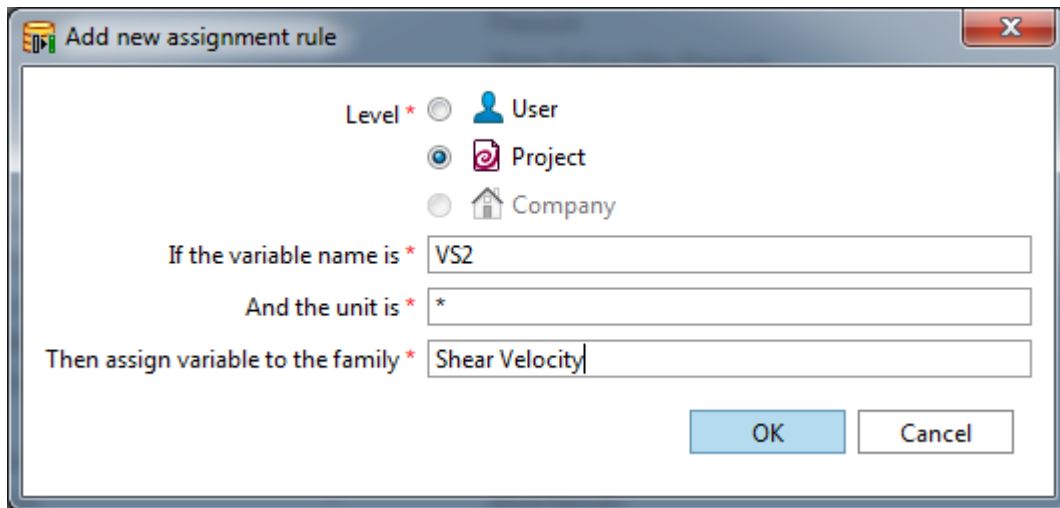 Add new assignment rule
Level * User
Project
Company
If the variable name is * VS2
And the unit is * *
Then assign variable to the family * Shear Velocity
OK Cancel